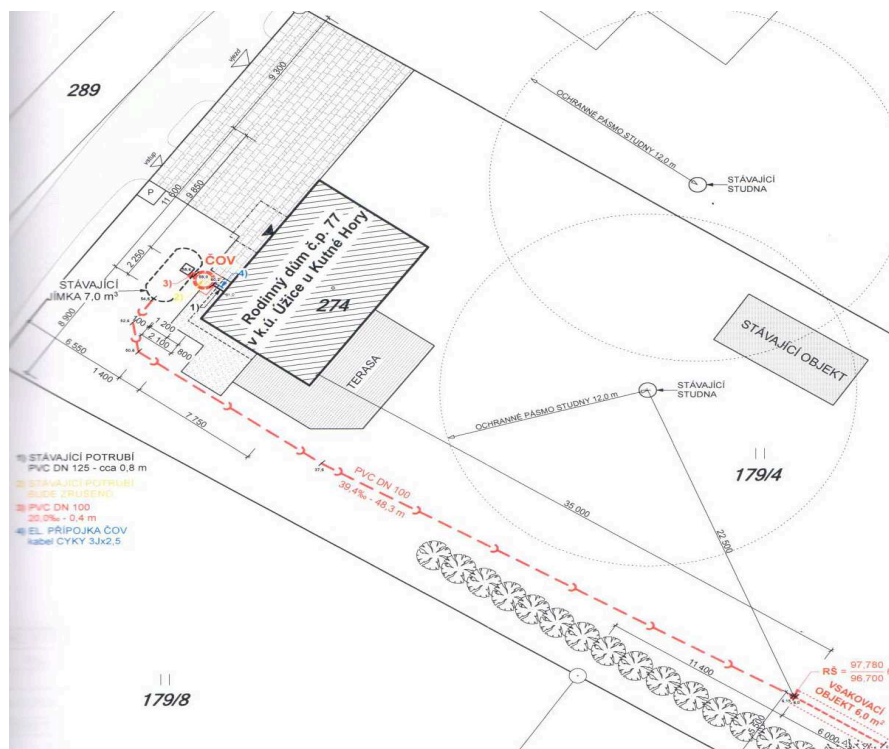 289
vjezd
vstup
P
9,300
11,600
9,850
2,250
8,900
6,550
1 400
1 200
2,100
800
7,750
STÁVAJÍCÍ
JÍMKA 7,0 m³
ČOV
3)
4)
1)
Rodinný dům č.p. 77
v k.ú. Úžice u Kutné Hory
274
TERASA
OCHRANNÉ PÁSMO STUDNY 12,0 m
STÁVAJÍCÍ
STUDNA
STÁVAJÍCÍ OBJEKT
OCHRANNÉ PÁSMO STUDNY 12,0 m
STÁVAJÍCÍ
STUDNA
179/4
1) STÁVAJÍCÍ POTRUBÍ
PVC DN 125 - cca 0,8 m
2) STÁVAJÍCÍ POTRUBÍ
BUDE ZRUŠENO
3) PVC DN 100
20,0‰ - 0,4 m
4) EL. PŘÍPOJKA ČOV
kabel CYKY 3Jx2,5
PVC DN 100
39,4‰ - 48,3 m
35,000
22,500
11,400
RŠ = 97,780
96,700
VSAKOVACÍ
OBJEKT 6,0 m²
6,000
179/8